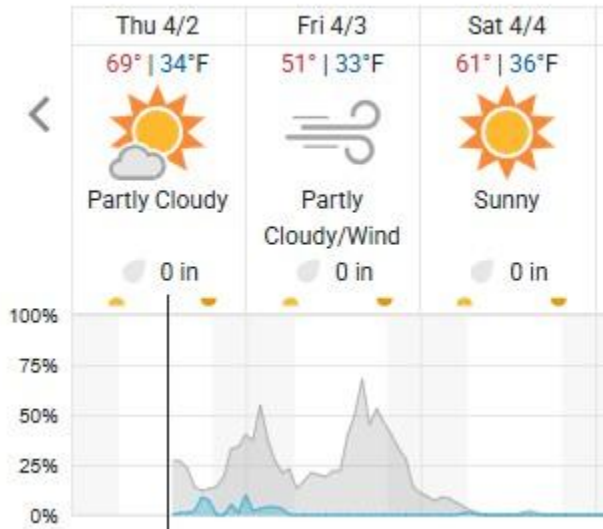 Thu 4/2
Fri 4/3
Sat 4/4
69° | 34°F
51° | 33°F
61° | 36°F
Partly Cloudy
Partly
Cloudy/Wind
Sunny
0 in
0 in
0 in
100%
75%
50%
25%
0%